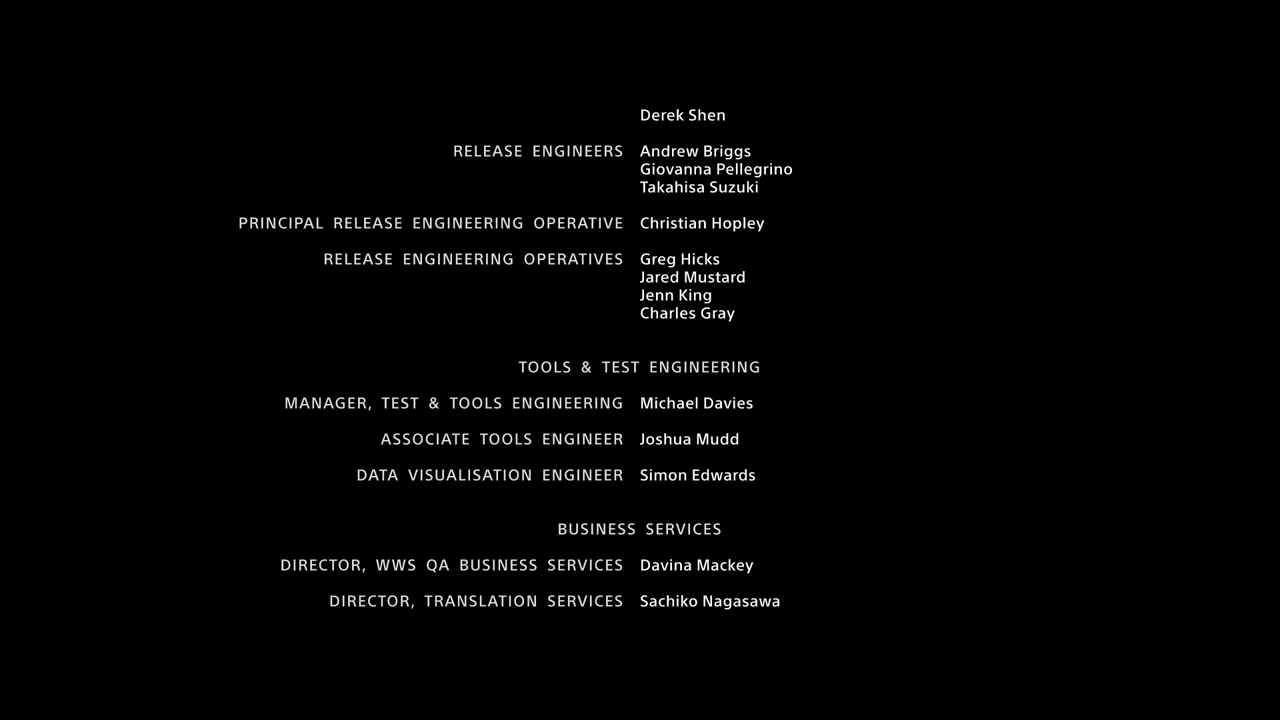 Derek Shen
RELEASE ENGINEERS Andrew Briggs
Giovanna Pellegrino
Takahisa Suzuki
PRINCIPAL RELEASE ENGINEERING OPERATIVE Christian Hopley
RELEASE ENGINEERING OPERATIVES Greg Hicks
Jared Mustard
Jenn King
Charles Gray
TOOLS & TEST ENGINEERING
MANAGER, TEST & TOOLS ENGINEERING Michael Davies
ASSOCIATE TOOLS ENGINEER Joshua Mudd
DATA VISUALISATION ENGINEER Simon Edwards
BUSINESS SERVICES
DIRECTOR, WWS QA BUSINESS SERVICES Davina Mackey
DIRECTOR, TRANSLATION SERVICES Sachiko Nagasawa